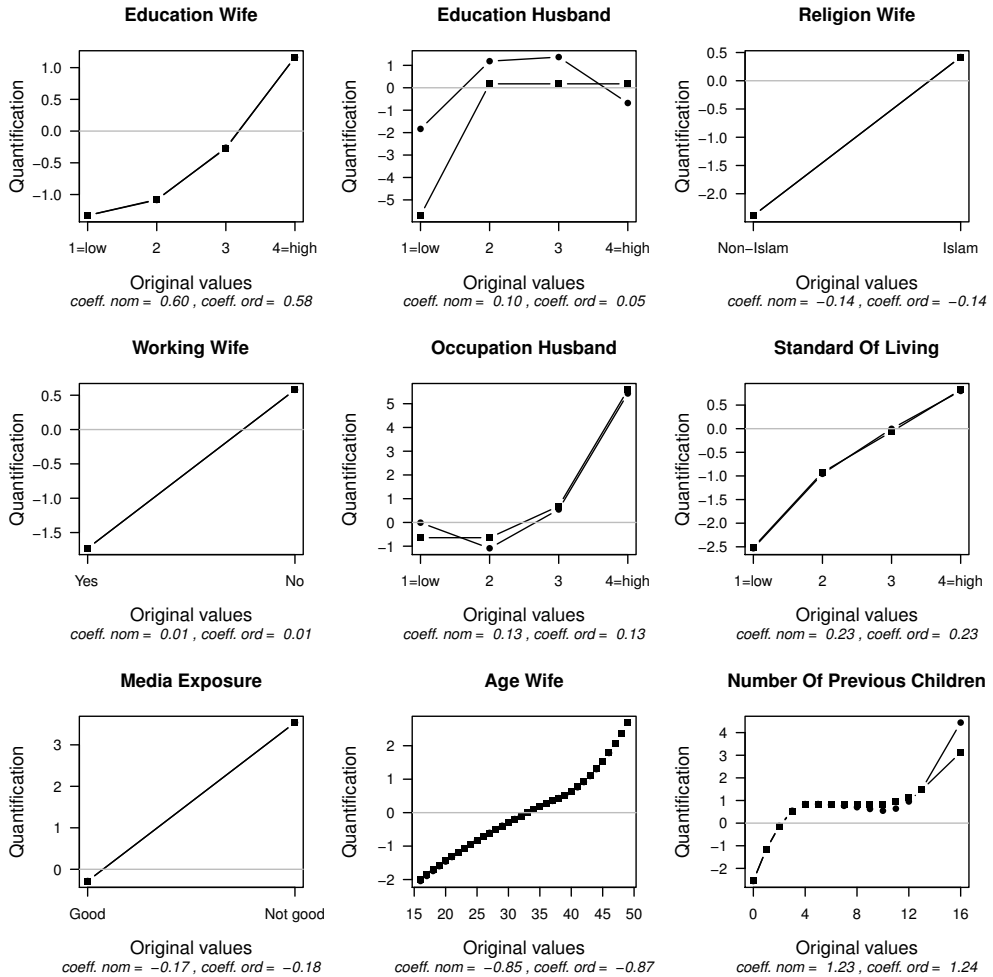 Education Wife
Quantification
1.0
0.5
0.0
−0.5
−1.0
1=low 2 3 4=high
Original values
coeff. nom = 0.60 , coeff. ord = 0.58
Education Husband
Quantification
1
0
−1
−2
−3
−4
−5
1=low 2 3 4=high
Original values
coeff. nom = 0.10 , coeff. ord = 0.05
Religion Wife
Quantification
0.5
0.0
−0.5
−1.0
−1.5
−2.0
Non−Islam Islam
Original values
coeff. nom = −0.14 , coeff. ord = −0.14
Working Wife
Quantification
0.5
0.0
−0.5
−1.0
−1.5
Yes No
Original values
coeff. nom = 0.01 , coeff. ord = 0.01
Occupation Husband
Quantification
5
4
3
2
1
0
−1
1=low 2 3 4=high
Original values
coeff. nom = 0.13 , coeff. ord = 0.13
Standard Of Living
Quantification
0.5
0.0
−0.5
−1.0
−1.5
−2.0
−2.5
1=low 2 3 4=high
Original values
coeff. nom = 0.23 , coeff. ord = 0.23
Media Exposure
Quantification
3
2
1
0
Good Not good
Original values
coeff. nom = −0.17 , coeff. ord = −0.18
Age Wife
Quantification
2
1
0
−1
−2
15 20 25 30 35 40 45 50
Original values
coeff. nom = −0.85 , coeff. ord = −0.87
Number Of Previous Children
Quantification
4
3
2
1
0
−1
−2
0 4 8 12 16
Original values
coeff. nom = 1.23 , coeff. ord = 1.24